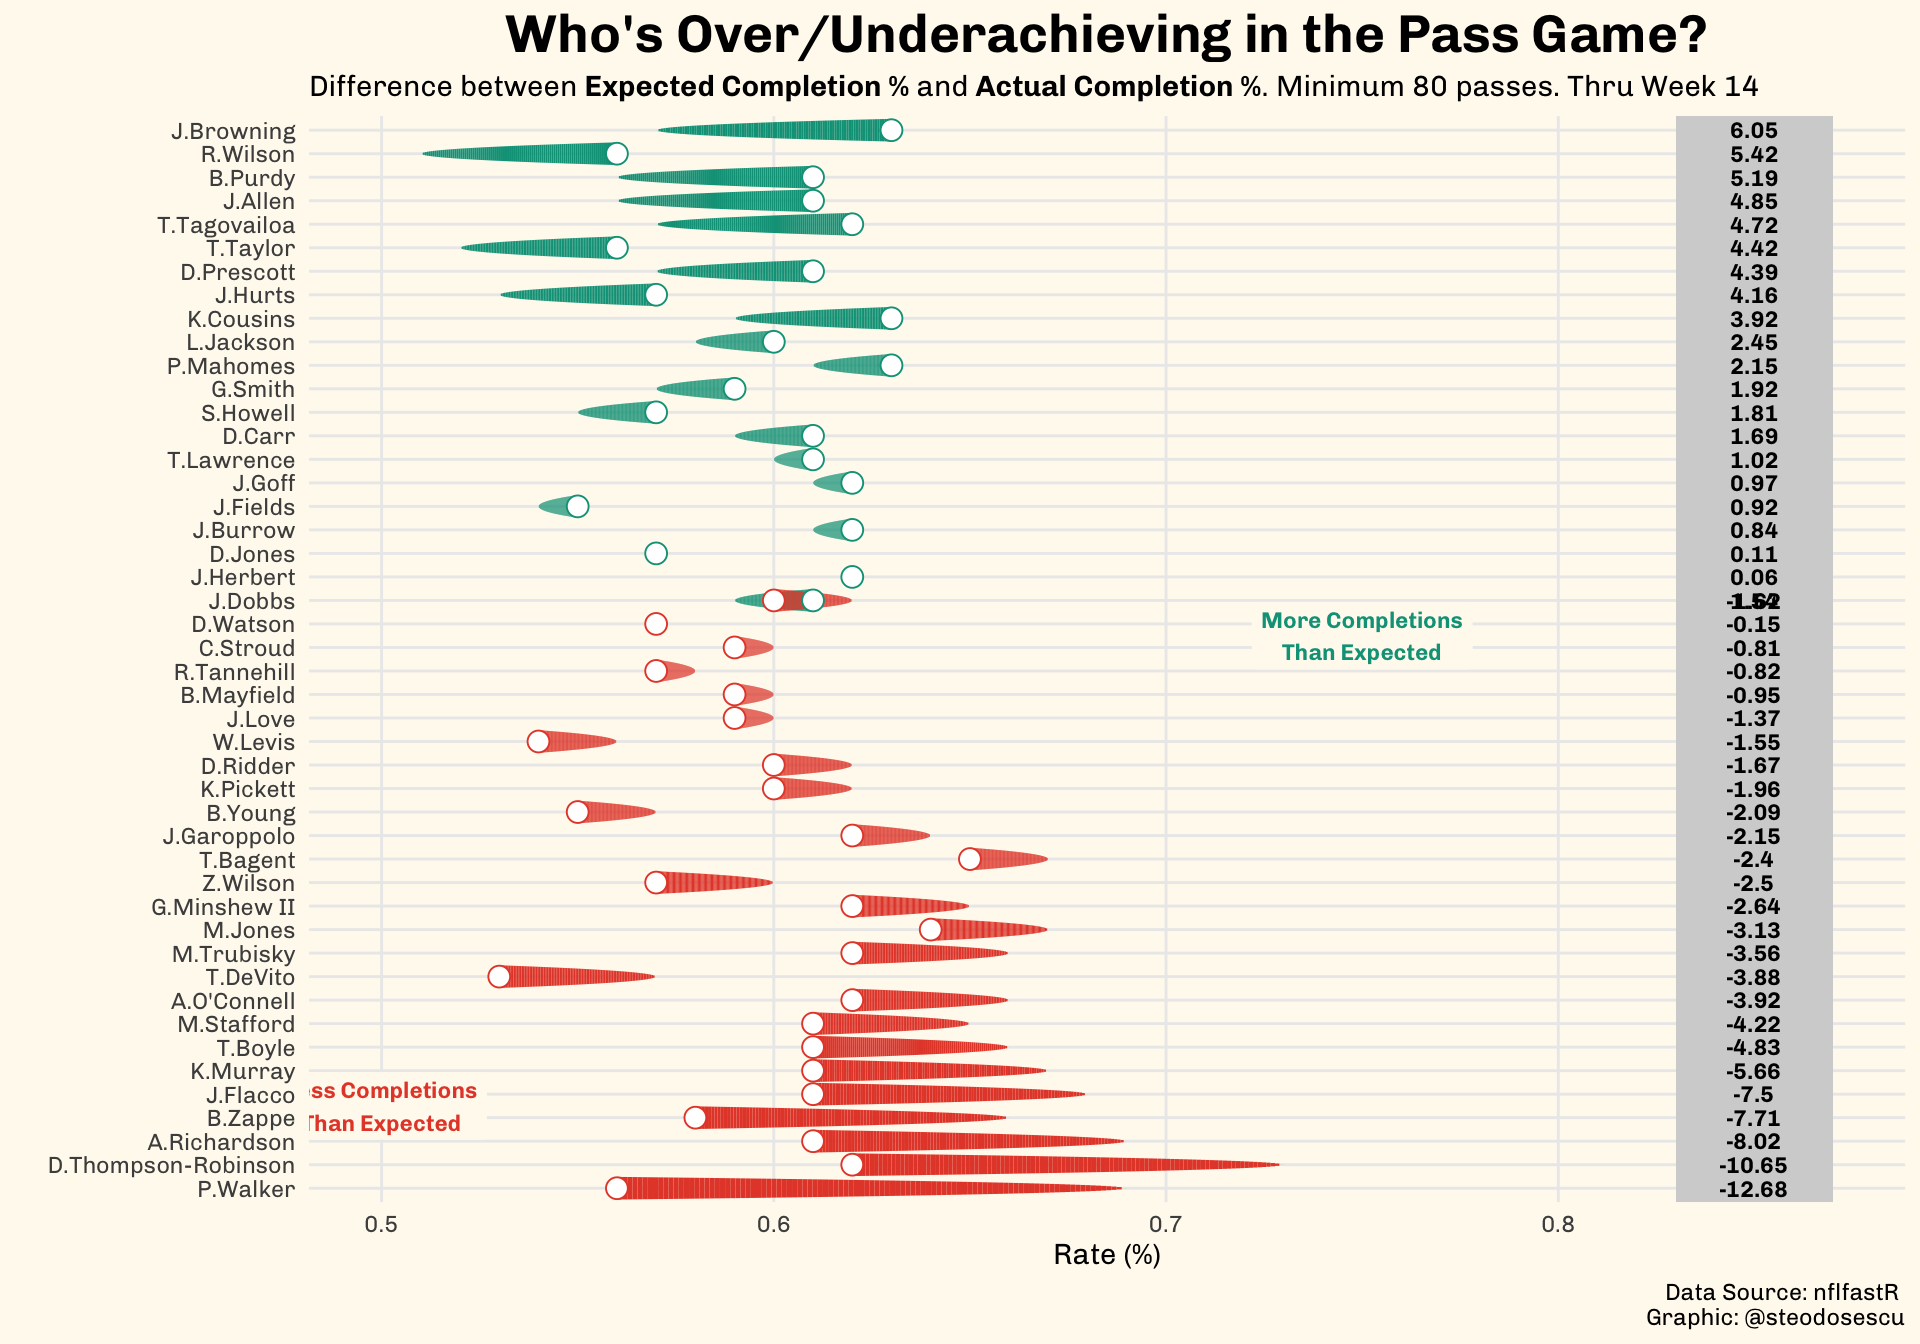 Who's Over/Underachieving in the Pass Game?
Difference between Expected Completion % and Actual Completion %. Minimum 80 passes. Thru Week 14
J.Browning 6.05
R.Wilson 5.42
B.Purdy 5.19
J.Allen 4.85
T.Tagovailoa 4.72
T.Taylor 4.42
D.Prescott 4.39
J.Hurts 4.16
K.Cousins 3.92
L.Jackson 2.45
P.Mahomes 2.15
G.Smith 1.92
S.Howell 1.81
D.Carr 1.69
T.Lawrence 1.02
J.Goff 0.97
J.Fields 0.92
J.Burrow 0.84
D.Jones 0.11
J.Herbert 0.06
J.Dobbs
More Completions
Than Expected
D.Watson -0.15
C.Stroud -0.81
R.Tannehill -0.82
B.Mayfield -0.95
J.Love -1.37
W.Levis -1.55
D.Ridder -1.67
K.Pickett -1.96
B.Young -2.09
J.Garoppolo -2.15
T.Bagent -2.4
Z.Wilson -2.5
G.Minshew II -2.64
M.Jones -3.13
M.Trubisky -3.56
T.DeVito -3.88
A.O'Connell -3.92
M.Stafford -4.22
T.Boyle -4.83
K.Murray -5.66
J.Flacco -7.5
ss Completions
Than Expected
B.Zappe -7.71
A.Richardson -8.02
D.Thompson-Robinson -10.65
P.Walker -12.68
0.5 0.6 0.7 0.8
Rate (%)
Data Source: nflfastR
Graphic: @steodosescu